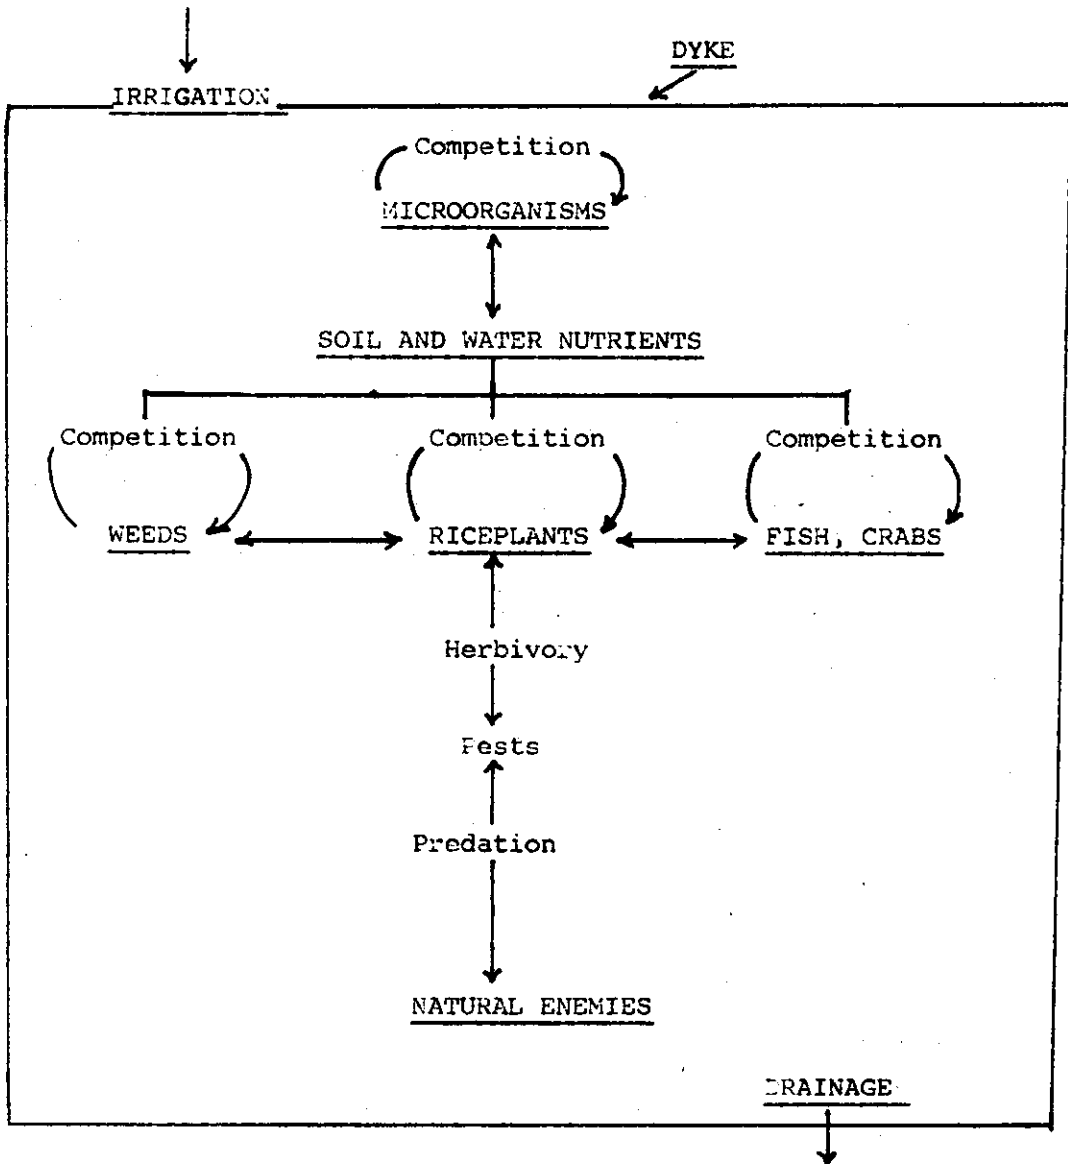 DYKE
IRRIGATION
Competition
MICROORGANISMS
SOIL AND WATER NUTRIENTS
Competition Competition Competition
WEEDS RICEPLANTS FISH, CRABS
Herbivory
Pests
Predation
NATURAL ENEMIES
DRAINAGE